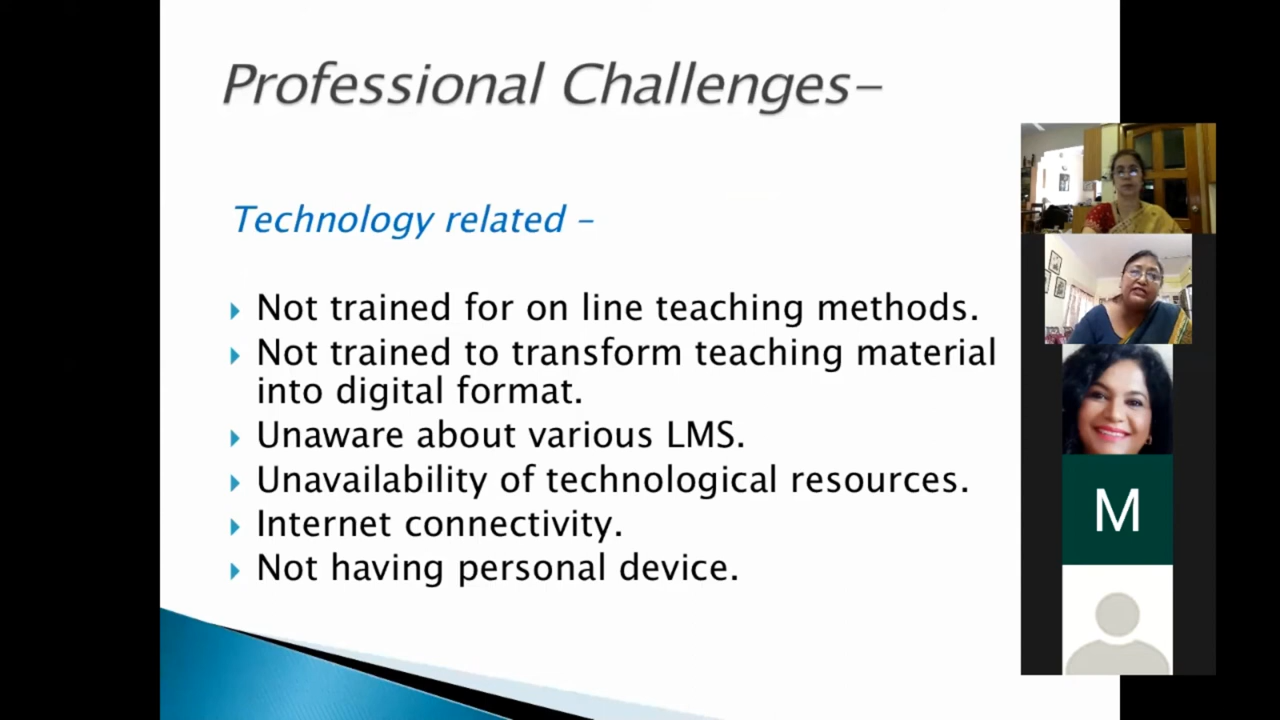 Professional Challenges–
Technology related –
Not trained for on line teaching methods.
Not trained to transform teaching material
into digital format.
Unaware about various LMS.
Unavailability of technological resources.
Internet connectivity.
Not having personal device.
M